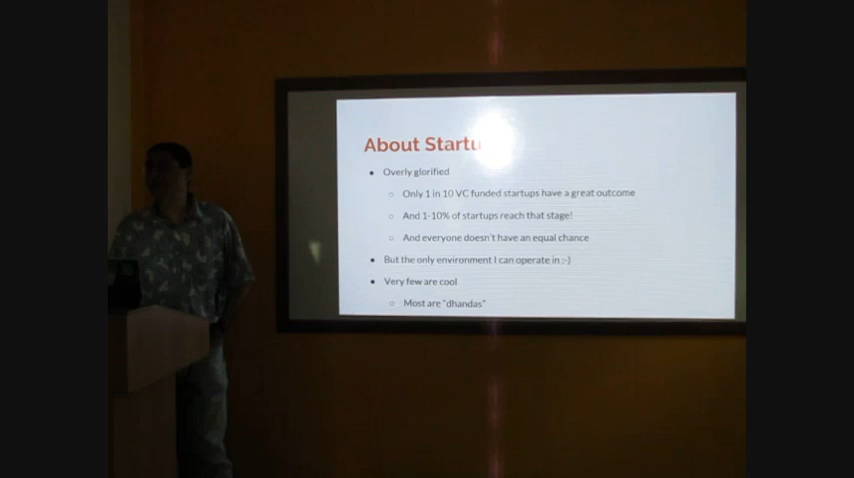 About Startu
Overly glorified
Only 1 in 10 VC funded startups have a great outcome
And 1-10% of startups reach that stage!
And everyone doesn't have an equal chance
But the only environment I can operate in :-)
Very few are cool
Most are "dhandas"